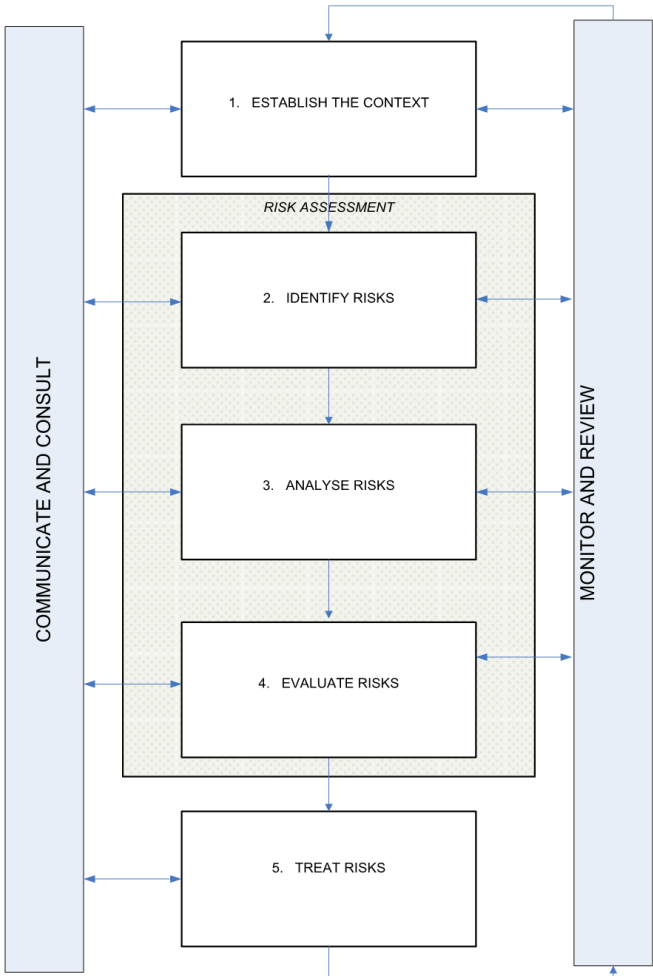 1. ESTABLISH THE CONTEXT
RISK ASSESSMENT
2. IDENTIFY RISKS
3. ANALYSE RISKS
4. EVALUATE RISKS
5. TREAT RISKS
COMMUNICATE AND CONSULT
MONITOR AND REVIEW